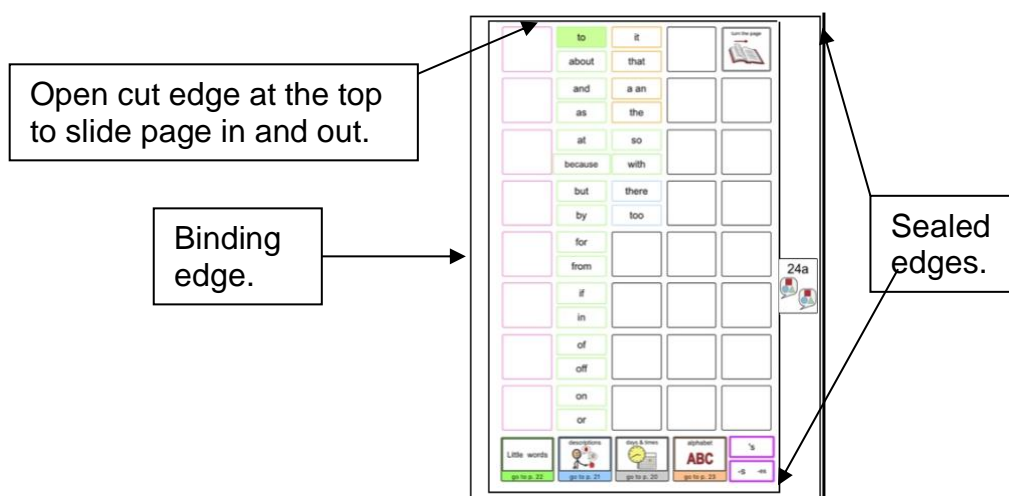 Open cut edge at the top
to slide page in and out.
Binding
edge.
Sealed
edges.
to it turn the page
about that
and a an
as the
at so
because with
but there
by too
for
from
if
in
of
off
on
or
24a
Little words
go to p. 22
descriptions
go to p. 21
days & times
go to p. 20
alphabet
ABC
go to p. 23
's
-s -es